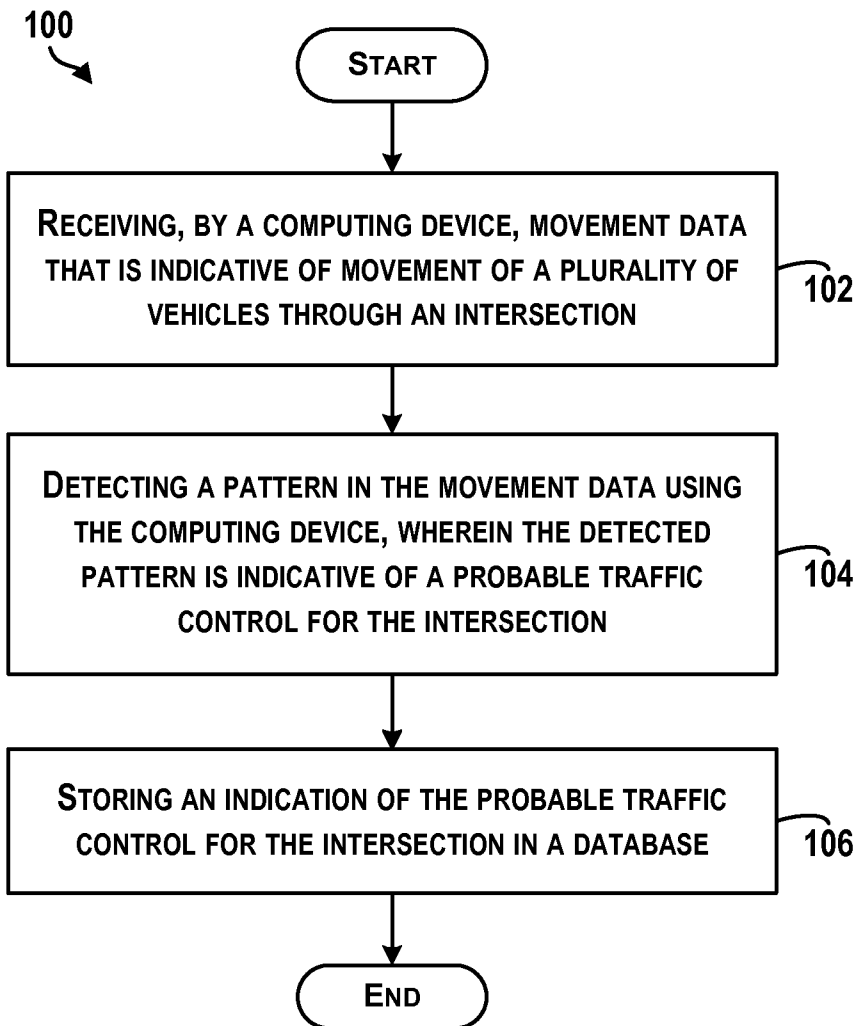 100
START
RECEIVING, BY A COMPUTING DEVICE, MOVEMENT DATA
THAT IS INDICATIVE OF MOVEMENT OF A PLURALITY OF
VEHICLES THROUGH AN INTERSECTION
102
DETECTING A PATTERN IN THE MOVEMENT DATA USING
THE COMPUTING DEVICE, WHEREIN THE DETECTED
PATTERN IS INDICATIVE OF A PROBABLE TRAFFIC
CONTROL FOR THE INTERSECTION
104
STORING AN INDICATION OF THE PROBABLE TRAFFIC
CONTROL FOR THE INTERSECTION IN A DATABASE
106
END